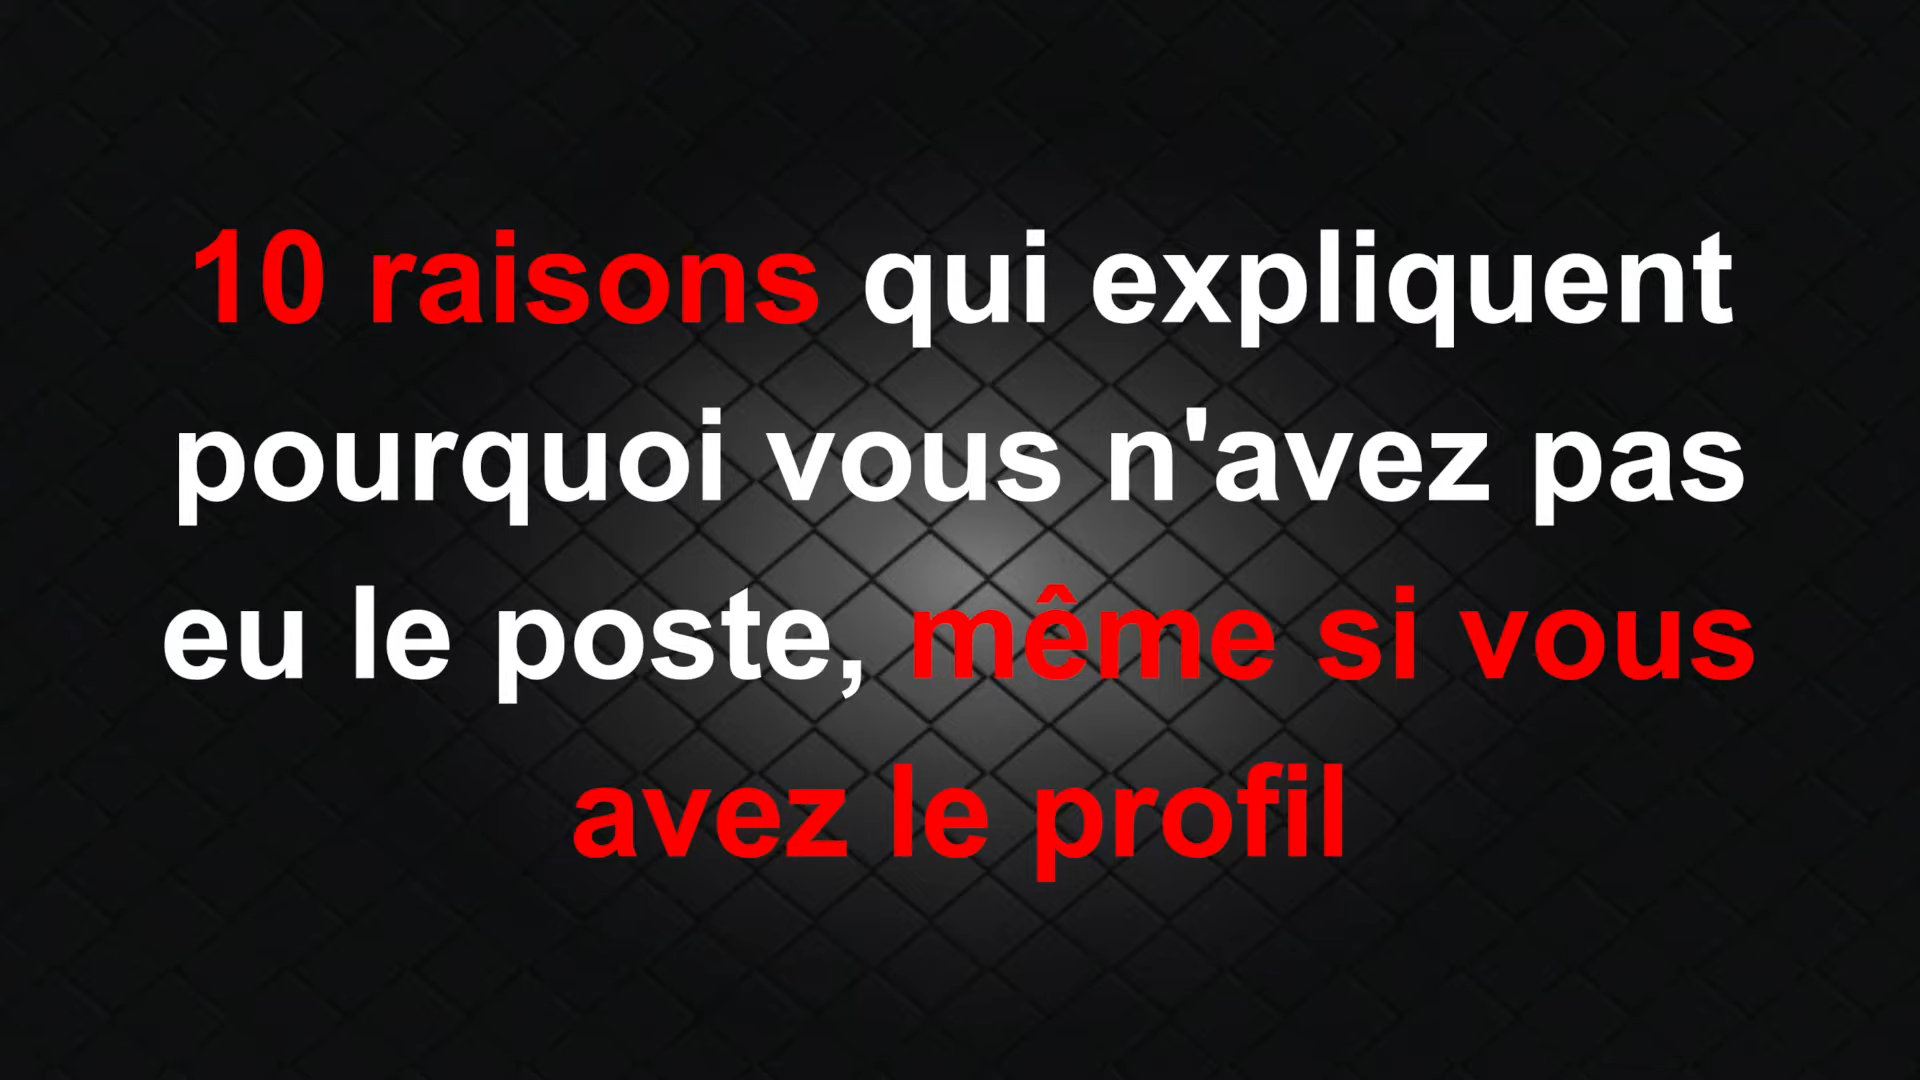 10 raisons qui expliquent
pourquoi vous n'avez pas
eu le poste, même si vous
avez le profil